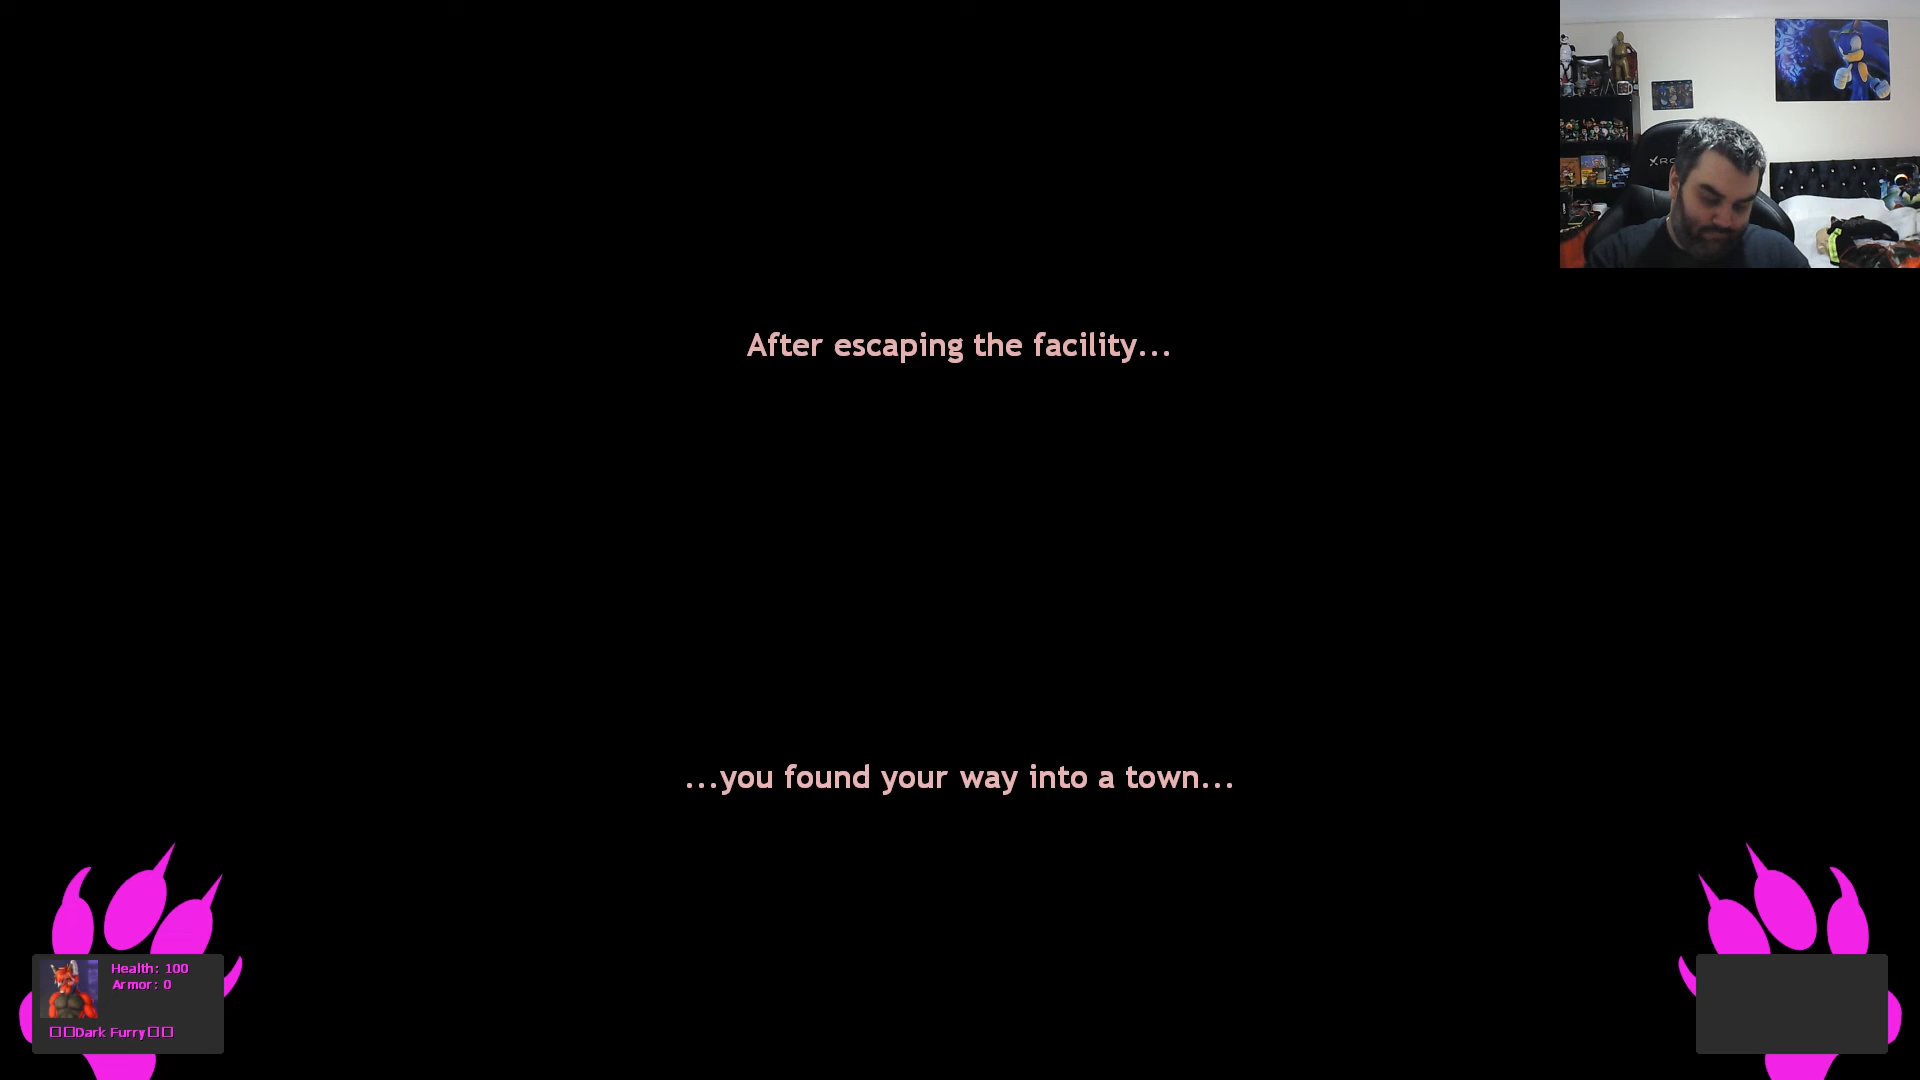 After escaping the facility...
...you found your way into a town...
Health: 100
Armor: 0
□□Dark Furry□□